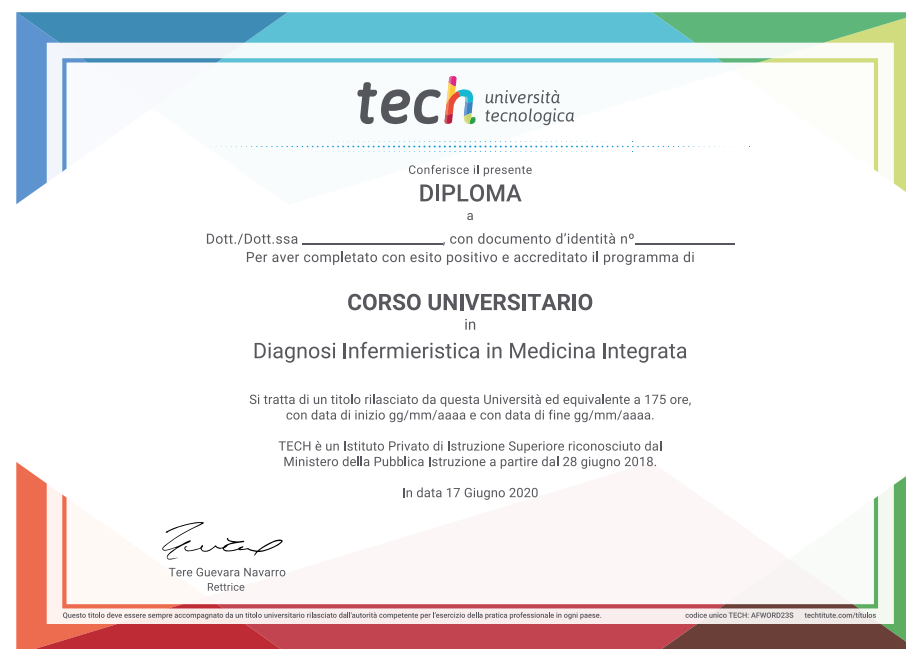 tech università
tecnologica
Conferisce il presente
DIPLOMA
a
Dott./Dott.ssa ____________________, con documento d'identità nº______________
Per aver completato con esito positivo e accreditato il programma di
CORSO UNIVERSITARIO
in
Diagnosi Infermieristica in Medicina Integrata
Si tratta di un titolo rilasciato da questa Università ed equivalente a 175 ore,
con data di inizio gg/mm/aaaa e con data di fine gg/mm/aaaa.
TECH è un Istituto Privato di Istruzione Superiore riconosciuto dal
Ministero della Pubblica Istruzione a partire dal 28 giugno 2018.
In data 17 Giugno 2020
Tere Guevara Navarro
Rettrice
Questo titolo deve essere sempre accompagnato da un titolo universitario rilasciato dall'autorità competente per l'esercizio della pratica professionale in ogni paese. codice unico TECH: AFWORD23S techtitute.com/titulos